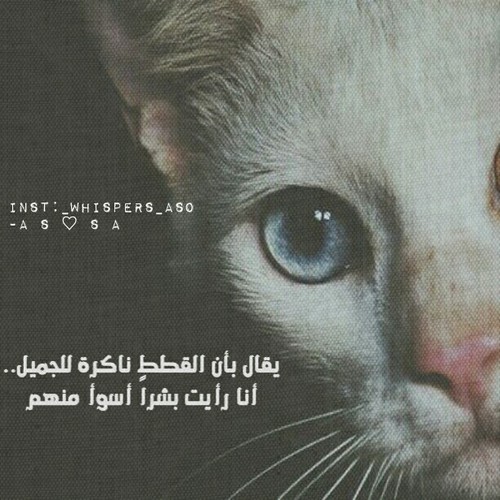 INST:_WHISPERS_ASO
-A S ♡ S A
يقال بأن القططٍ ناكرة للجميل..
أنا رأيت بشراً أسوأ منهم